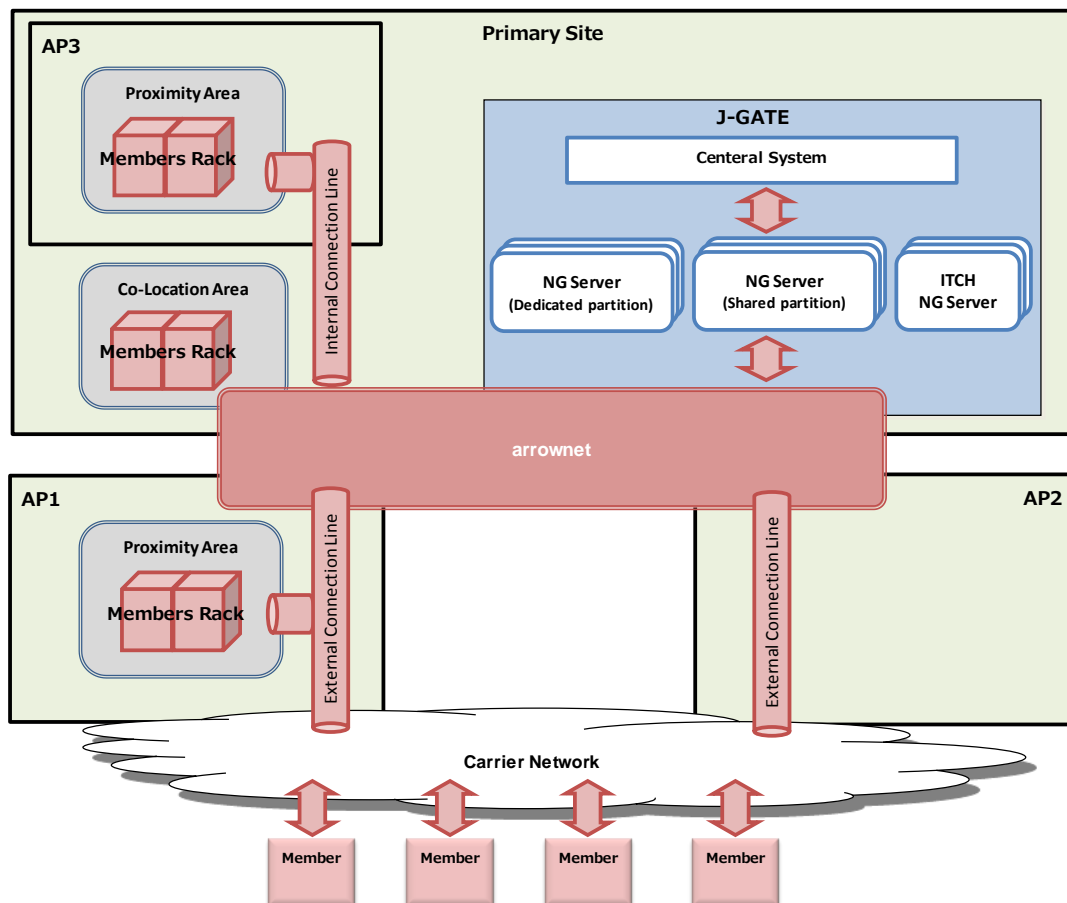 Primary Site
AP3
Proximity Area
Members Rack
Internal Connection Line
Co-Location Area
Members Rack
J-GATE
Centeral System
NG Server
(Dedicated partition)
NG Server
(Shared partition)
ITCH
NG Server
arrownet
AP1
Proximity Area
Members Rack
External Connection Line
AP2
External Connection Line
Carrier Network
Member
Member
Member
Member